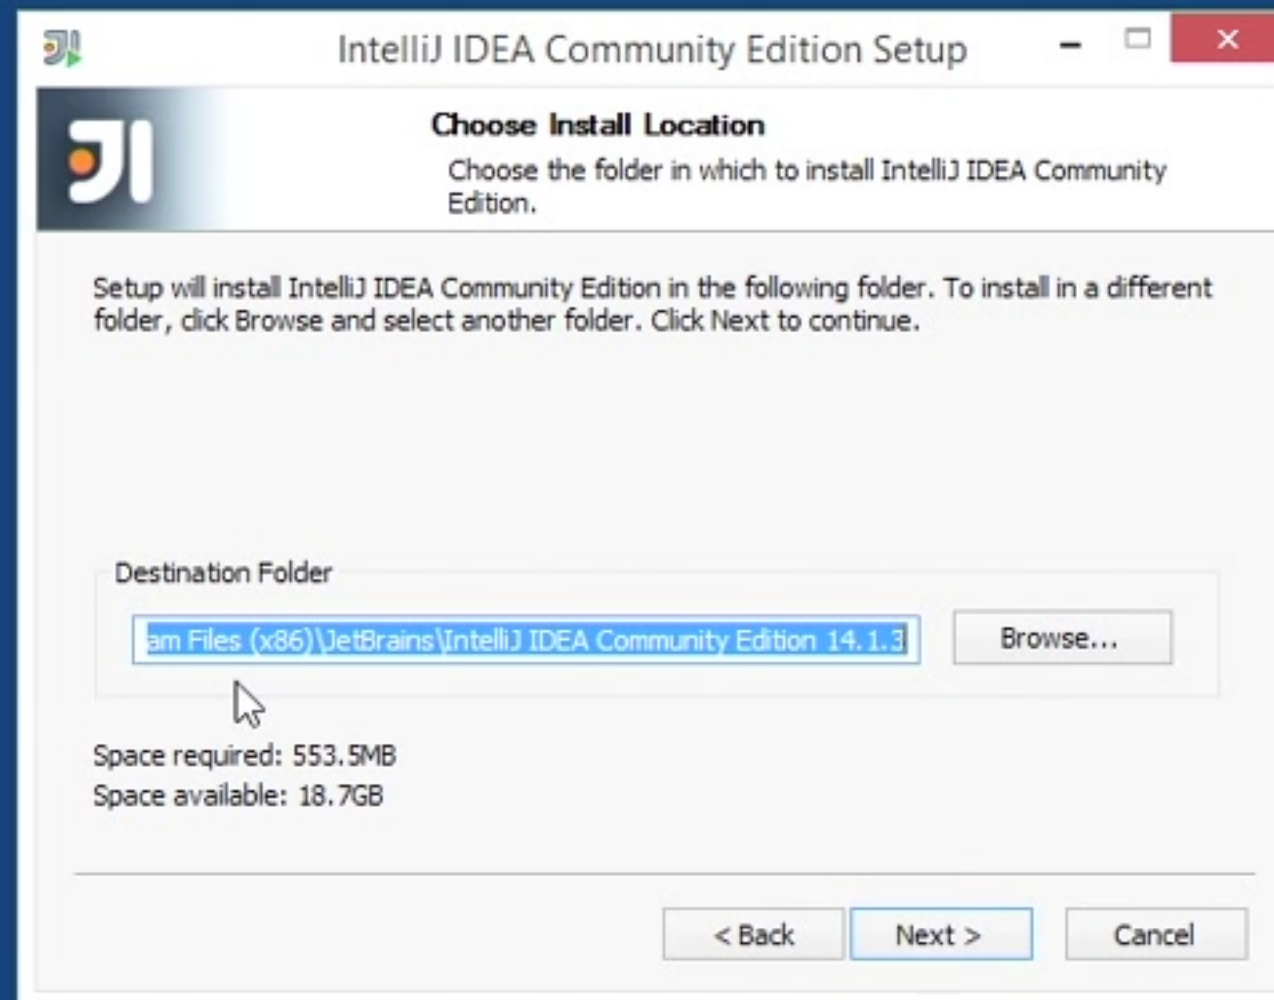 IntelliJ IDEA Community Edition Setup
Choose Install Location
Choose the folder in which to install IntelliJ IDEA Community
Edition.
Setup will install IntelliJ IDEA Community Edition in the following folder. To install in a different
folder, click Browse and select another folder. Click Next to continue.
Destination Folder
am Files (x86)\JetBrains\IntelliJ IDEA Community Edition 14.1.3
Browse...
Space required: 553.5MB
Space available: 18.7GB
< Back Next > Cancel